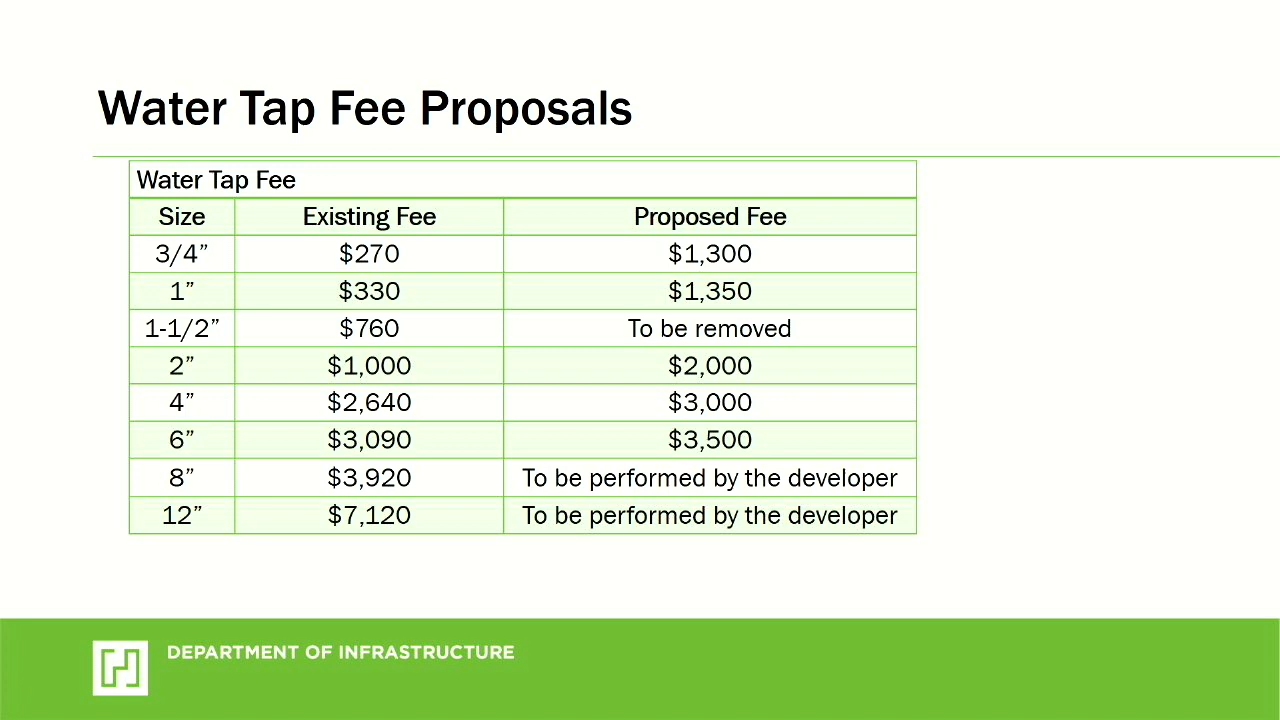 Water Tap Fee Proposals
Water Tap Fee
Size Existing Fee Proposed Fee
3/4” $270 $1,300
1” $330 $1,350
1-1/2” $760 To be removed
2” $1,000 $2,000
4” $2,640 $3,000
6” $3,090 $3,500
8” $3,920 To be performed by the developer
12” $7,120 To be performed by the developer
DEPARTMENT OF INFRASTRUCTURE